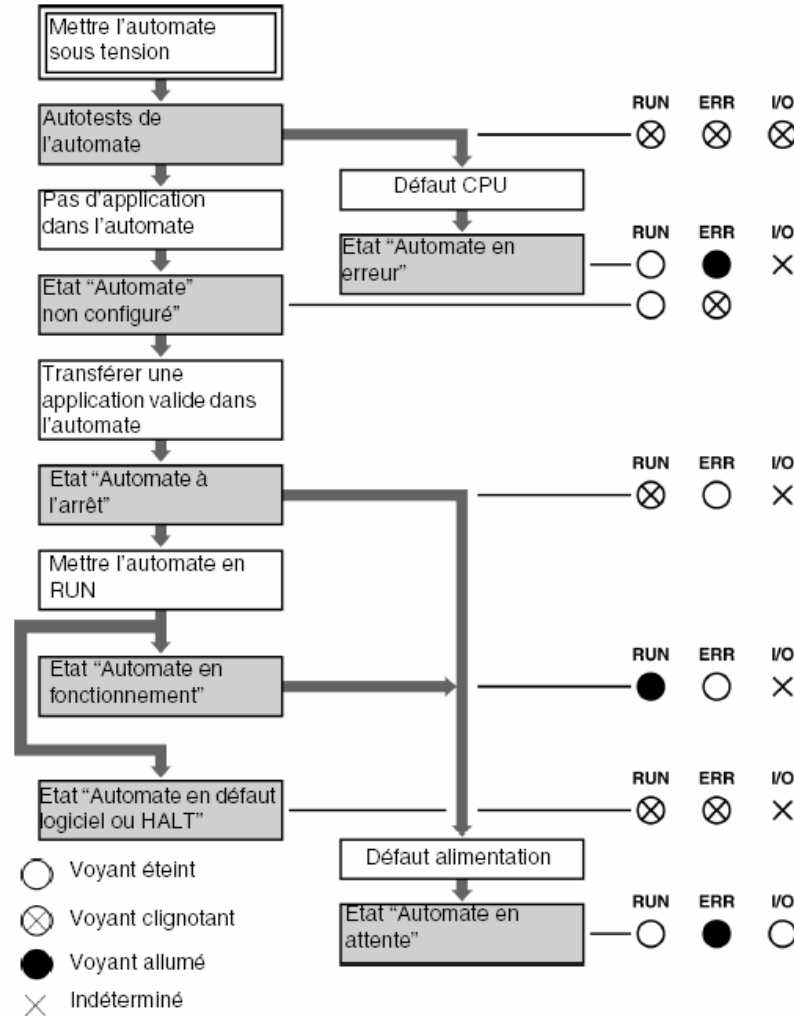 Mettre l'automate
sous tension
RUN ERR I/O
Autotests de
l'automate
Défaut CPU
Pas d'application
dans l'automate
RUN ERR I/O
Etat "Automate en
erreur"
Etat "Automate"
non configuré"
Transférer une
application valide dans
l'automate
RUN ERR I/O
Etat "Automate à
l'arrêt"
Mettre l'automate en
RUN
RUN ERR I/O
Etat "Automate en
fonctionnement"
RUN ERR I/O
Etat "Automate en défaut
logiciel ou HALT"
Défaut alimentation
Voyant éteint
RUN ERR I/O
Etat "Automate en
attente"
Voyant clignotant
Voyant allumé
Indéterminé